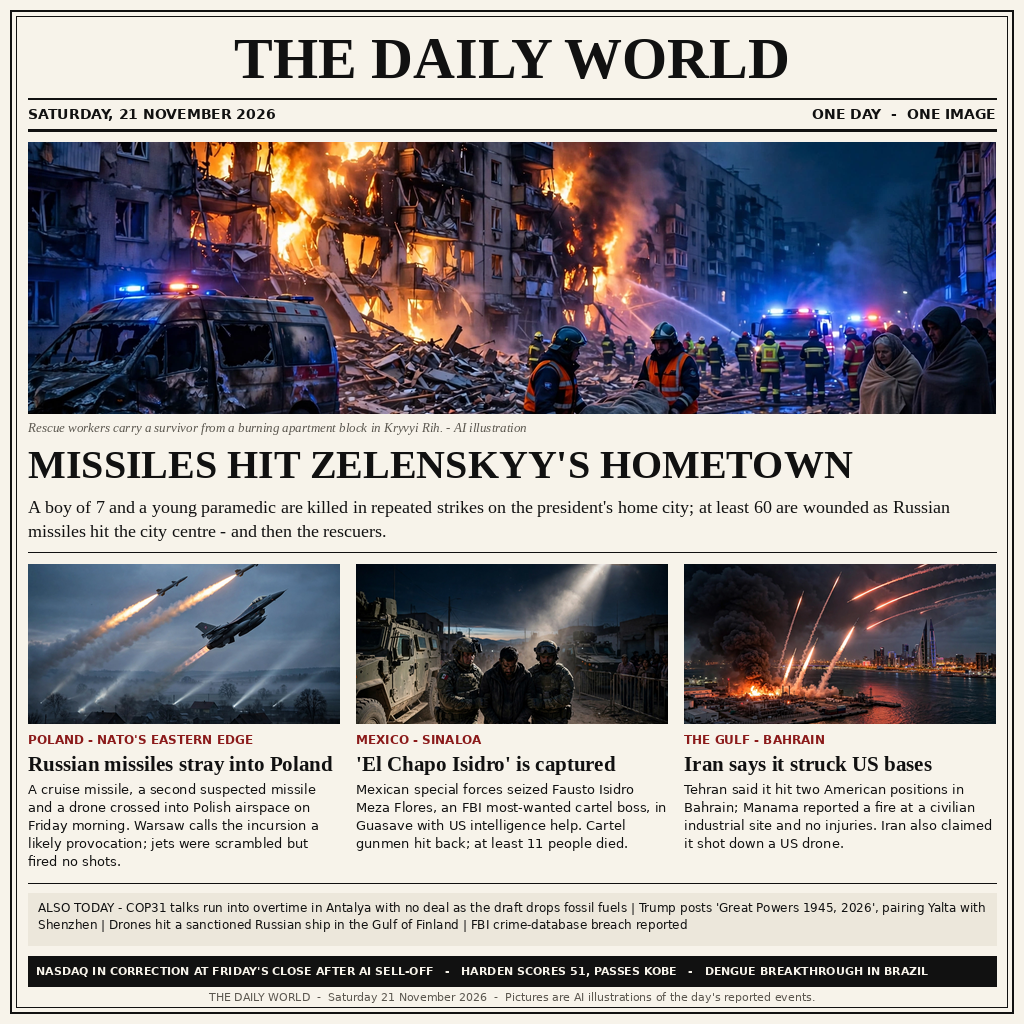 THE DAILY WORLD
SATURDAY, 21 NOVEMBER 2026
ONE DAY - ONE IMAGE
Rescue workers carry a survivor from a burning apartment block in Kryvyi Rih. - AI illustration
MISSILES HIT ZELENSKYY'S HOMETOWN
A boy of 7 and a young paramedic are killed in repeated strikes on the president's home city; at least 60 are wounded as Russian
missiles hit the city centre - and then the rescuers.
POLAND - NATO'S EASTERN EDGE
Russian missiles stray into Poland
A cruise missile, a second suspected missile
and a drone crossed into Polish airspace on
Friday morning. Warsaw calls the incursion a
likely provocation; jets were scrambled but
fired no shots.
MEXICO - SINALOA
'El Chapo Isidro' is captured
Mexican special forces seized Fausto Isidro
Meza Flores, an FBI most-wanted cartel boss, in
Guasave with US intelligence help. Cartel
gunmen hit back; at least 11 people died.
THE GULF - BAHRAIN
Iran says it struck US bases
Tehran said it hit two American positions in
Bahrain; Manama reported a fire at a civilian
industrial site and no injuries. Iran also claimed
it shot down a US drone.
ALSO TODAY - COP31 talks run into overtime in Antalya with no deal as the draft drops fossil fuels | Trump posts 'Great Powers 1945, 2026', pairing Yalta with
Shenzhen | Drones hit a sanctioned Russian ship in the Gulf of Finland | FBI crime-database breach reported
NASDAQ IN CORRECTION AT FRIDAY'S CLOSE AFTER AI SELL-OFF - HARDEN SCORES 51, PASSES KOBE - DENGUE BREAKTHROUGH IN BRAZIL
THE DAILY WORLD - Saturday 21 November 2026 - Pictures are AI illustrations of the day's reported events.